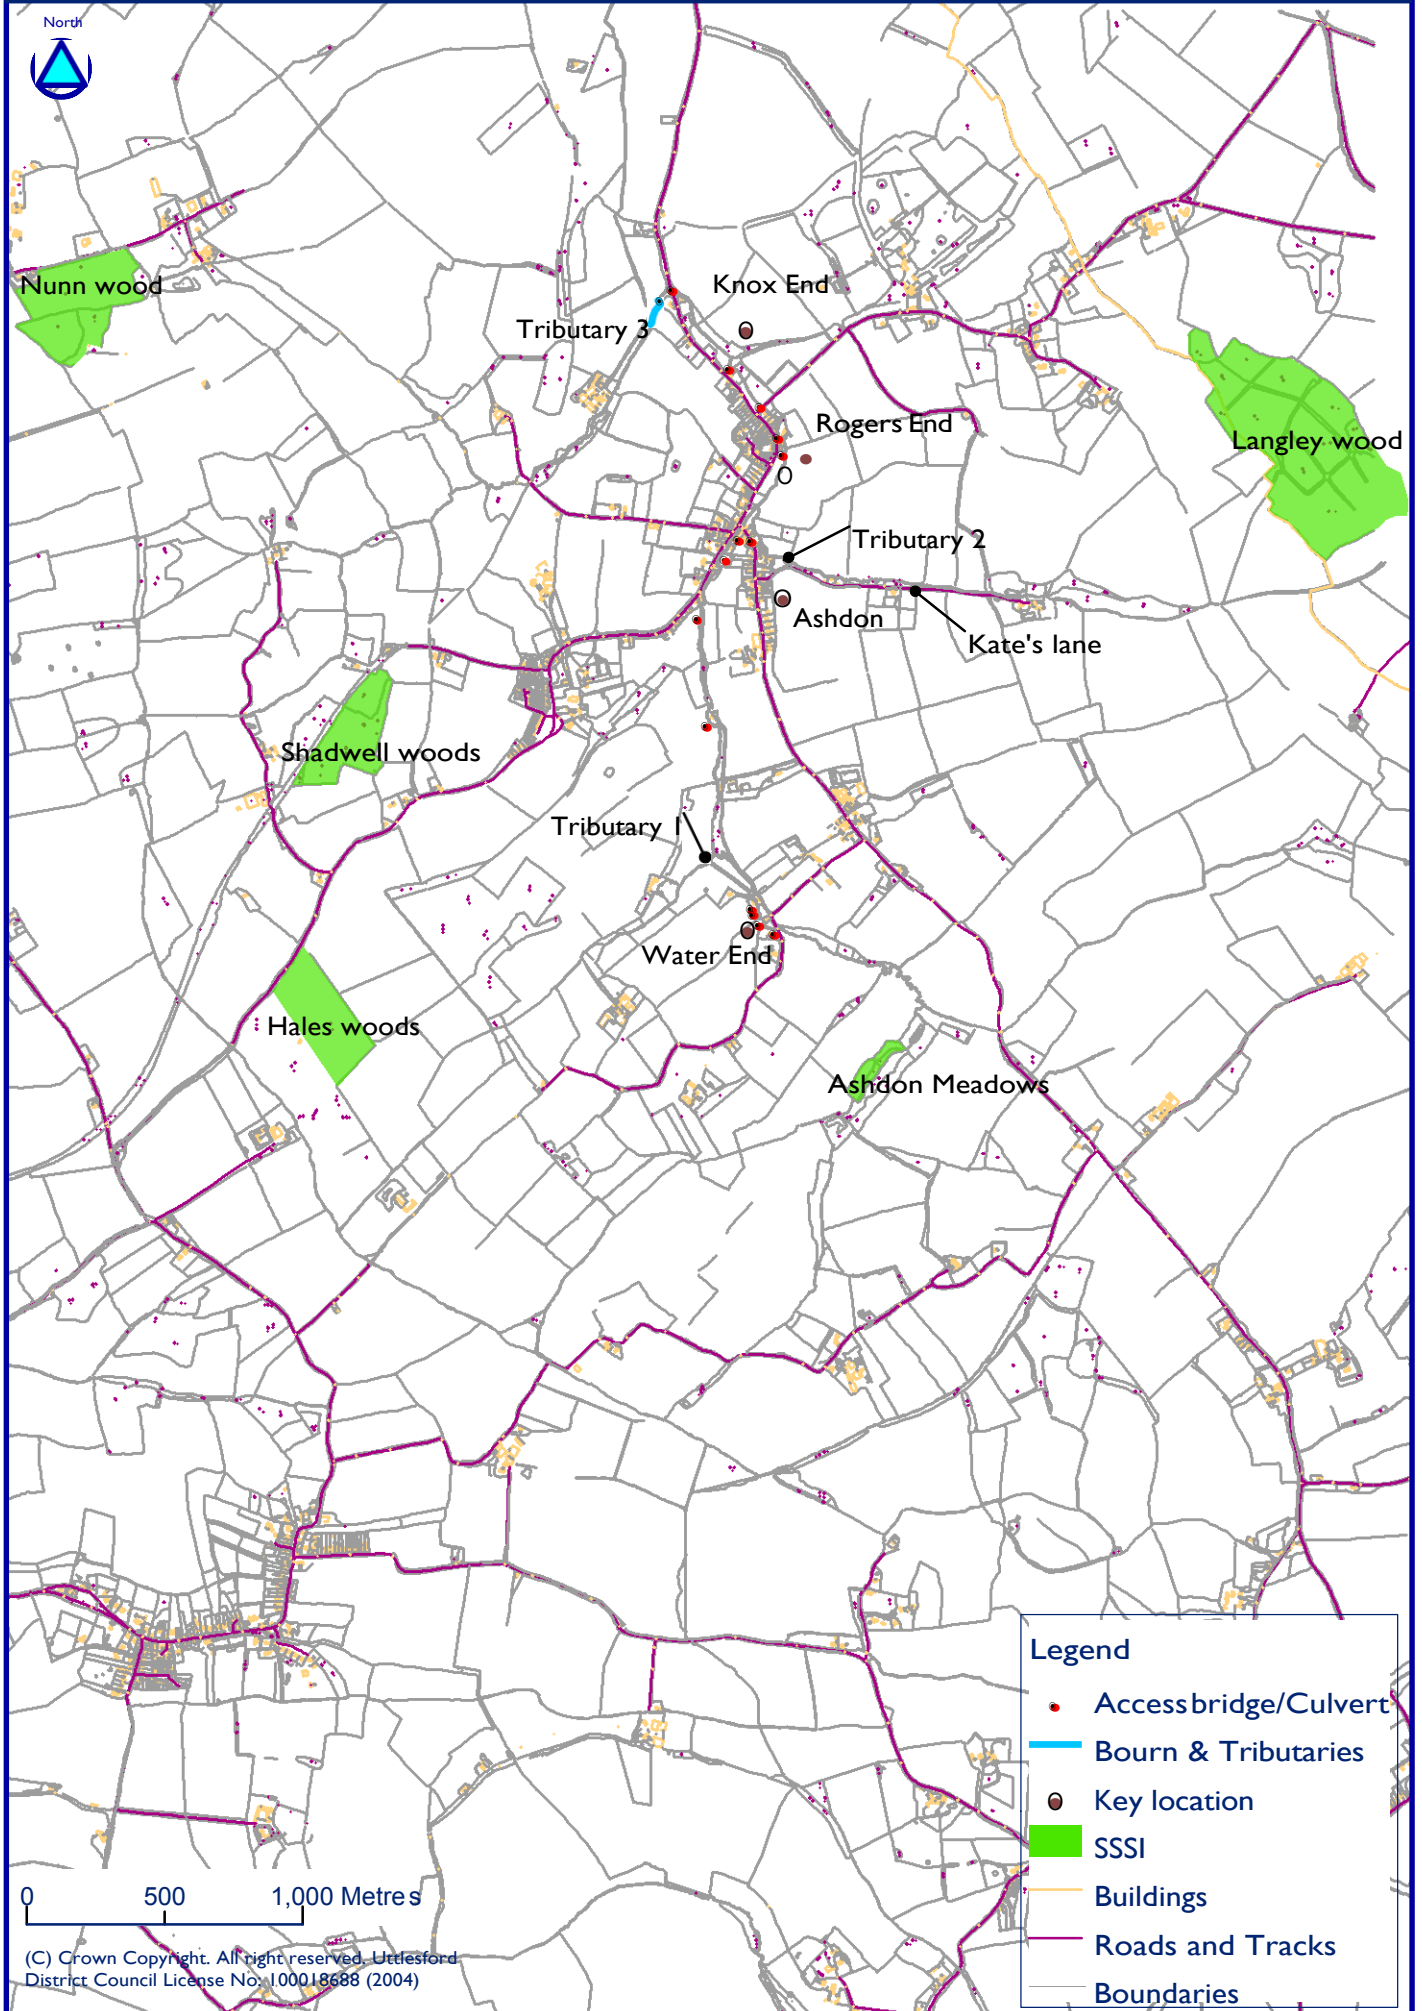 North
Nunn wood
Knox End
Tributary 3
Rogers End
Langley wood
Tributary 2
Ashdon
Kate's lane
Shadwell woods
Tributary 1
Water End
Hales woods
Ashdon Meadows
Legend
Access bridge/Culvert
Bourn & Tributaries
Key location
SSSI
Buildings
Roads and Tracks
Boundaries
0 500 1,000 Metres
(C) Crown Copyright. All right reserved. Uttlesford
District Council License No: 100018688 (2004)